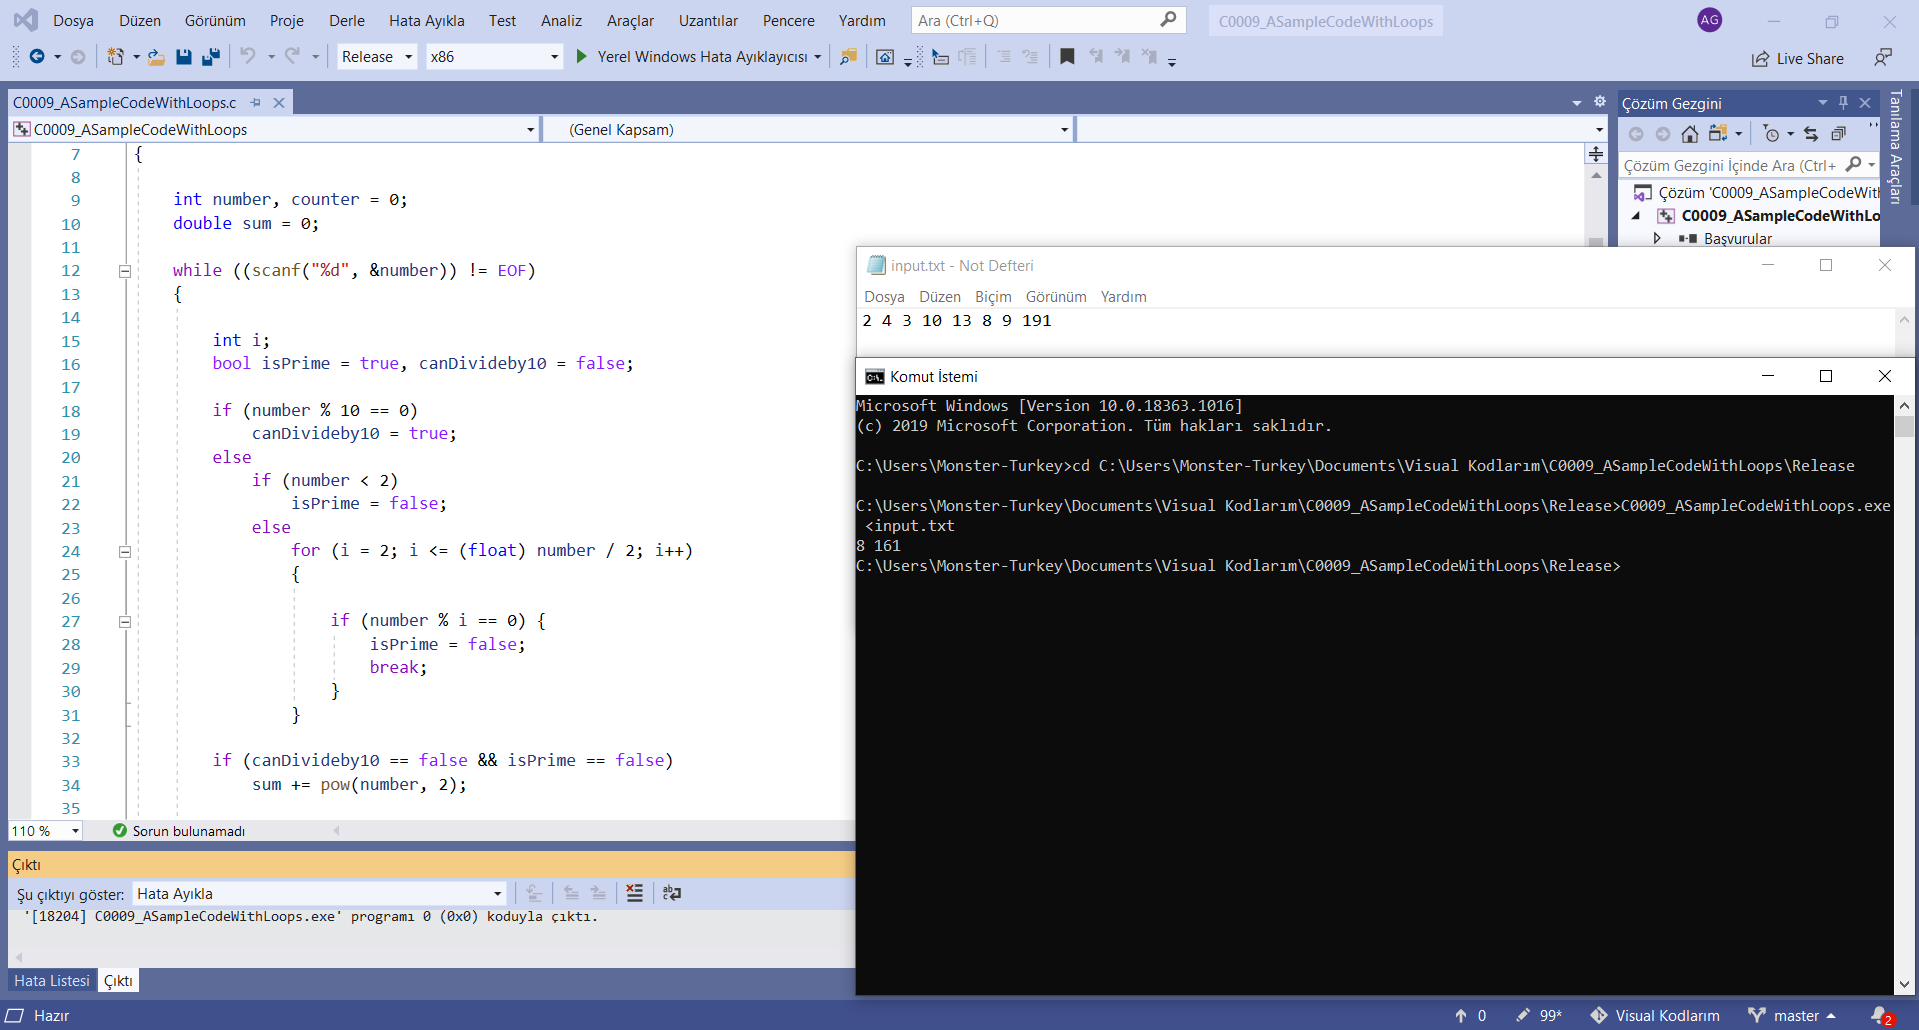 Dosya Düzen Görünüm Proje Derle Hata Ayıkla Test Analiz Araçlar Uzantılar Pencere Yardım Ara (Ctrl+Q) C0009_ASampleCodeWithLoops AG
Release x86 Yerel Windows Hata Ayıklayıcısı Live Share
C0009_ASampleCodeWithLoops.c
C0009_ASampleCodeWithLoops (Genel Kapsam)
7 {
8
9 int number, counter = 0;
10 double sum = 0;
11
12 while ((scanf("%d", &number)) != EOF)
13 {
14
15 int i;
16 bool isPrime = true, canDivideby10 = false;
17
18 if (number % 10 == 0)
19 canDivideby10 = true;
20 else
21 if (number < 2)
22 isPrime = false;
23 else
24 for (i = 2; i <= (float) number / 2; i++)
25 {
26
27 if (number % i == 0) {
28 isPrime = false;
29 break;
30 }
31 }
32
33 if (canDivideby10 == false && isPrime == false)
34 sum += pow(number, 2);
35
110 % Sorun bulunamadı
Çıktı
Şu çıktıyı göster: Hata Ayıkla
'[18204] C0009_ASampleCodeWithLoops.exe' programı 0 (0x0) koduyla çıktı.
Hata Listesi Çıktı
Çözüm Gezgini
Çözüm Gezgini İçinde Ara (Ctrl+
Çözüm 'C0009_ASampleCodeWit
C0009_ASampleCodeWithLo
Başvurular
Tanılama Araçları
input.txt - Not Defteri
Dosya Düzen Biçim Görünüm Yardım
2 4 3 10 13 8 9 191
Komut İstemi
Microsoft Windows [Version 10.0.18363.1016]
(c) 2019 Microsoft Corporation. Tüm hakları saklıdır.
C:\Users\Monster-Turkey>cd C:\Users\Monster-Turkey\Documents\Visual Kodlarım\C0009_ASampleCodeWithLoops\Release
C:\Users\Monster-Turkey\Documents\Visual Kodlarım\C0009_ASampleCodeWithLoops\Release>C0009_ASampleCodeWithLoops.exe
<input.txt
8 161
C:\Users\Monster-Turkey\Documents\Visual Kodlarım\C0009_ASampleCodeWithLoops\Release>
Hazır 0 99* Visual Kodlarım master 2